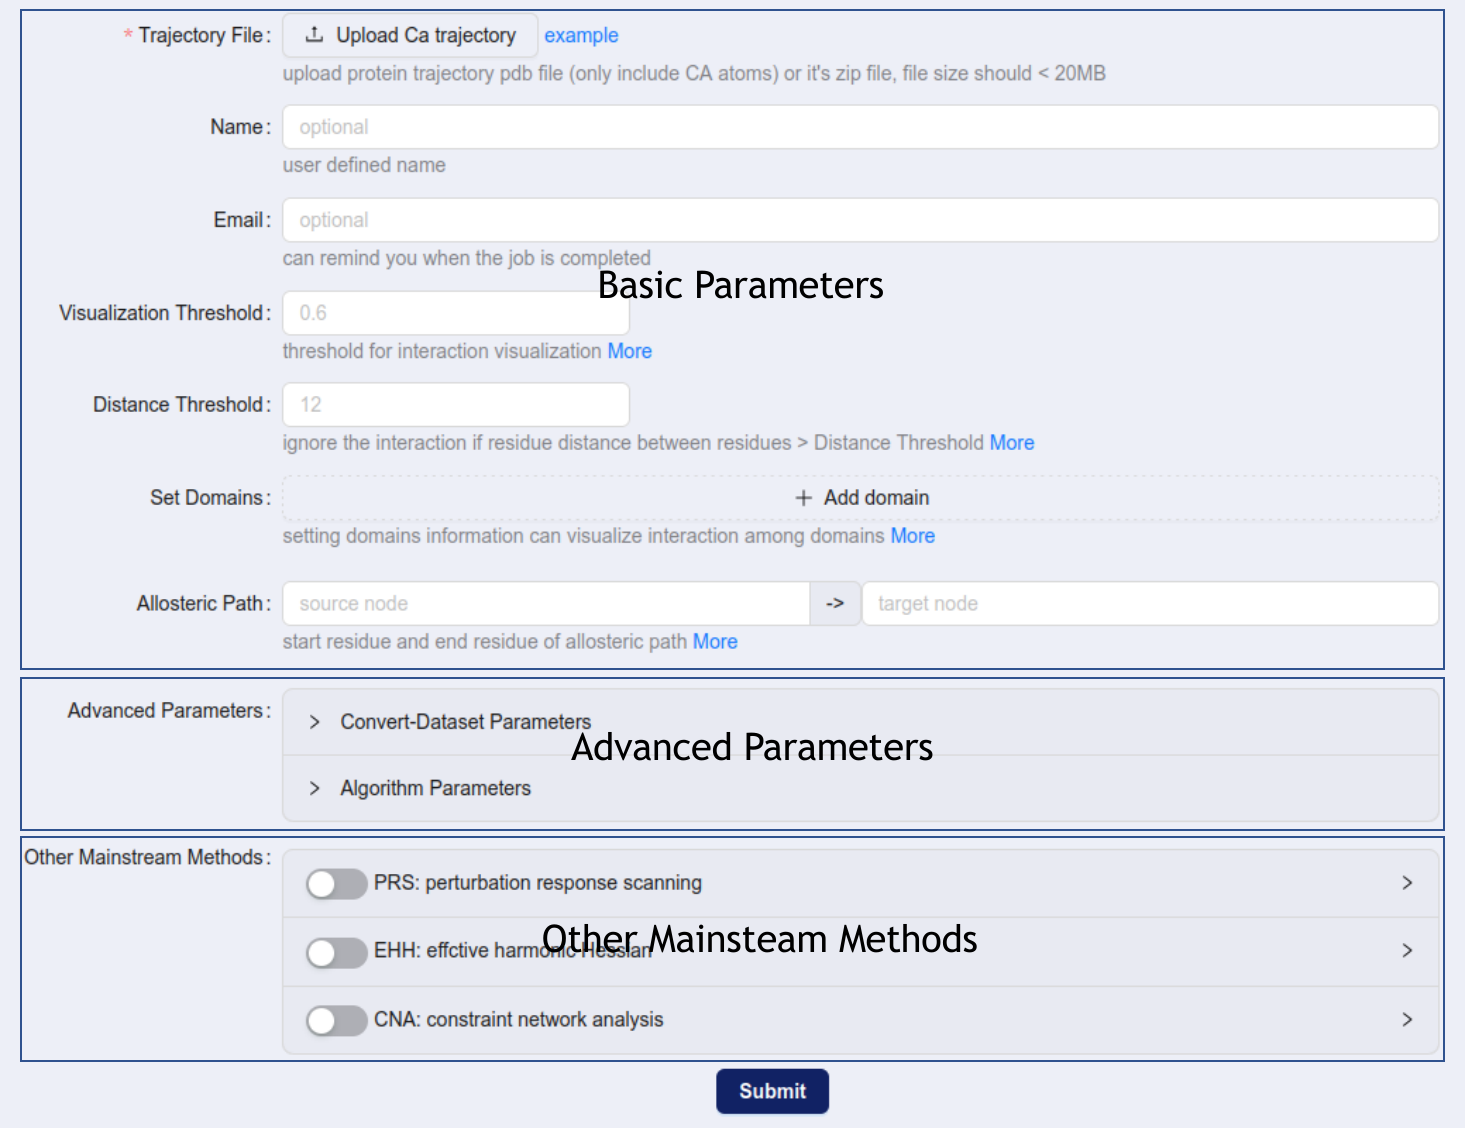 * Trajectory File: Upload Ca trajectory example
upload protein trajectory pdb file (only include CA atoms) or it's zip file, file size should < 20MB
Name: optional
user defined name
Email: optional
can remind you when the job is completed
Basic Parameters
Visualization Threshold: 0.6
threshold for interaction visualization More
Distance Threshold: 12
ignore the interaction if residue distance between residues > Distance Threshold More
Set Domains: + Add domain
setting domains information can visualize interaction among domains More
Allosteric Path: source node -> target node
start residue and end residue of allosteric path More
Advanced Parameters: > Convert-Dataset Parameters
Advanced Parameters
> Algorithm Parameters
Other Mainstream Methods: PRS: perturbation response scanning >
Other Mainsteam Methods
EHH: effctive harmonic Hessian >
CNA: constraint network analysis >
Submit